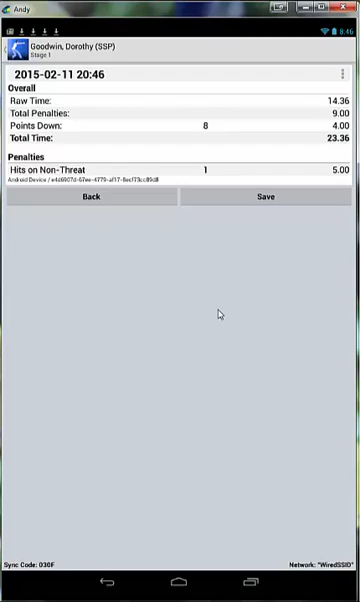 Andy
8:46
Goodwin, Dorothy (SSP)
Stage 1
2015-02-11 20:46
Overall
Raw Time: 14.36
Total Penalties: 9.00
Points Down: 8 4.00
Total Time: 23.36
Penalties
Hits on Non-Threat 1 5.00
Back Save
Sync Code: 030F Network: "WiredSSID"